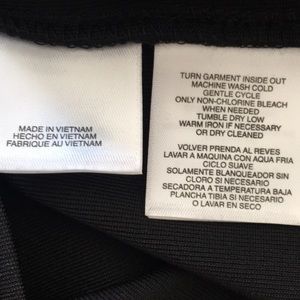 MADE IN VIETNAM
HECHO EN VIETNAM
FABRIQUE AU VIETNAM
TURN GARMENT INSIDE OUT
MACHINE WASH COLD
GENTLE CYCLE
ONLY NON-CHLORINE BLEACH
WHEN NEEDED
TUMBLE DRY LOW
WARM IRON IF NECESSARY
OR DRY CLEANED
VOLVER PRENDA AL REVES
LAVAR A MAQUINA CON AQUA FRIA
CICLO SUAVE
SOLAMENTE BLANQUEADOR SIN
CLORO SI NECESARIO
SECADORA A TEMPERATURA BAJA
PLANCHA TIBIA SI NECESARIO
O LAVAR EN SECO